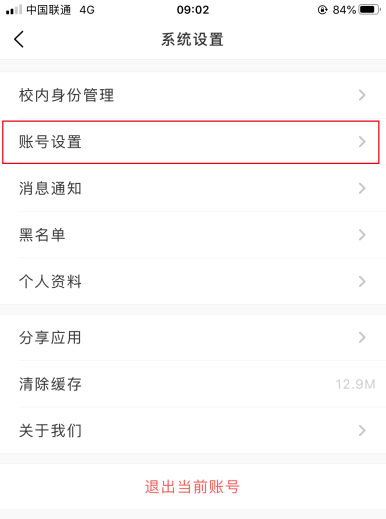 中国联通 4G 09:02 84%
系统设置
校内身份管理
账号设置
消息通知
黑名单
个人资料
分享应用
清除缓存 12.9M
关于我们
退出当前账号